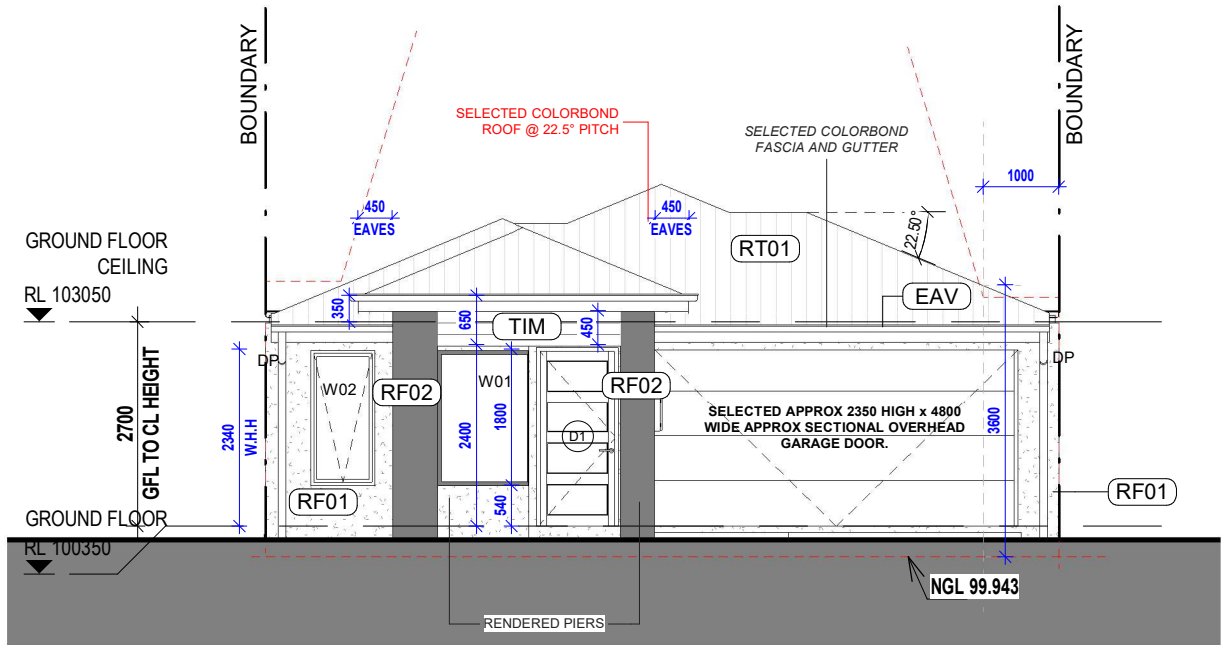 BOUNDARY
BOUNDARY
SELECTED COLORBOND
ROOF @ 22.5° PITCH
SELECTED COLORBOND
FASCIA AND GUTTER
1000
450
EAVES
450
EAVES
22.50°
GROUND FLOOR
CEILING
RL 103050
RT01
EAV
350
650
TIM
450
DP
DP
W02
RF02
W01
RF02
2700
GFL TO CL HEIGHT
2340
W.H.H
2400
1800
D1
SELECTED APPROX 2350 HIGH x 4800
WIDE APPROX SECTIONAL OVERHEAD
GARAGE DOOR.
3600
RF01
540
RF01
GROUND FLOOR
RL 100350
NGL 99.943
RENDERED PIERS